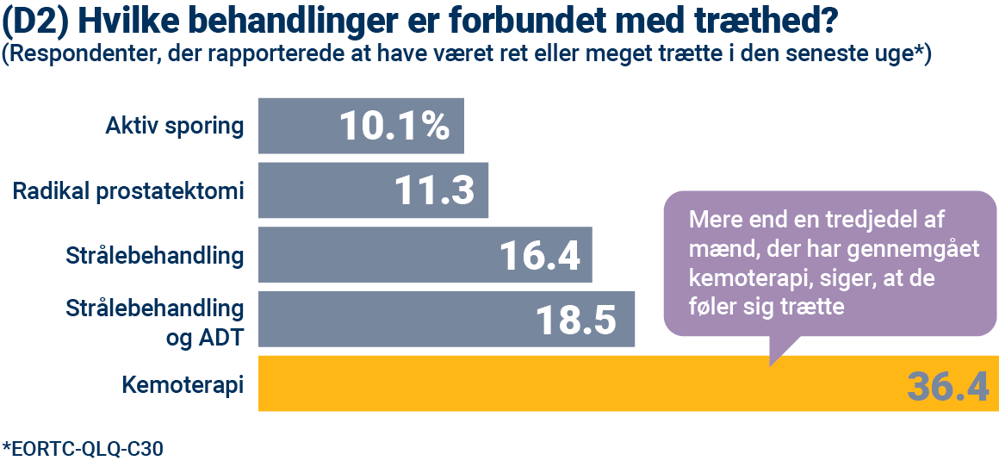 (D2) Hvilke behandlinger er forbundet med træthed?
(Respondenter, der rapporterede at have været ret eller meget trætte i den seneste uge*)
Aktiv sporing
10.1%
Radikal prostatektomi
11.3
Strålebehandling
16.4
Strålebehandling
og ADT
18.5
Kemoterapi
36.4
Mere end en tredjedel af
mænd, der har gennemgået
kemoterapi, siger, at de
føler sig trætte
*EORTC-QLQ-C30